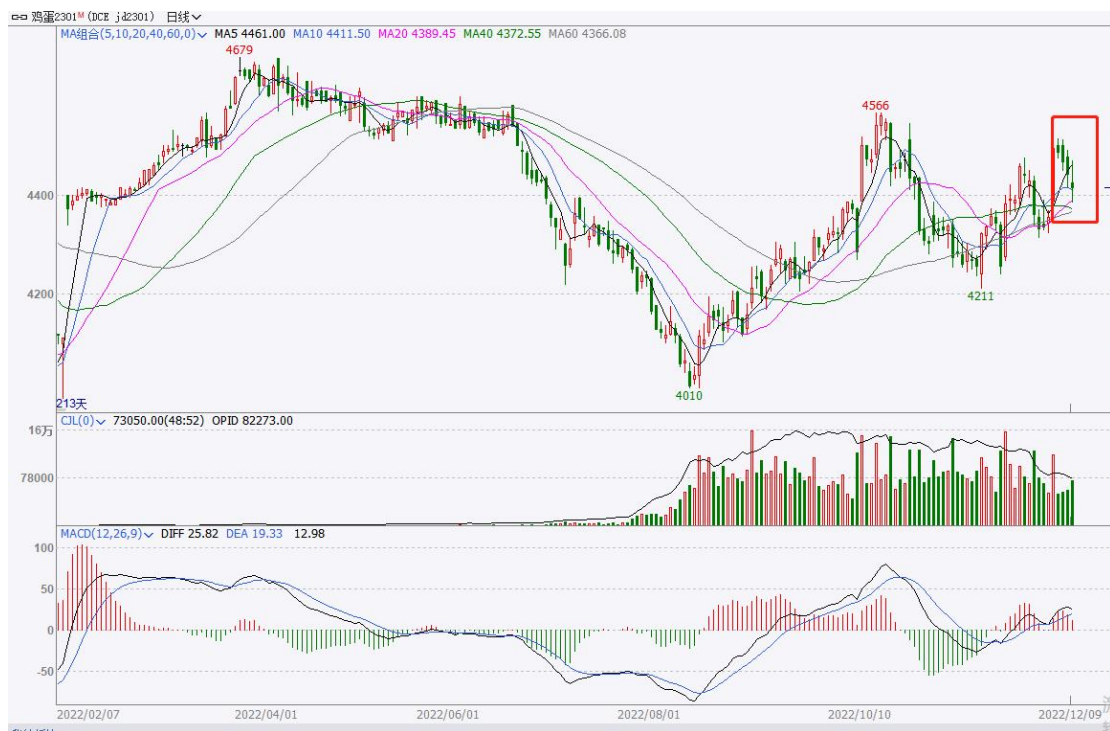 鸡蛋2301M (DCE jd2301) 日线
MA组合(5,10,20,40,60,0) MA5 4461.00 MA10 4411.50 MA20 4389.45 MA40 4372.55 MA60 4366.08
4679
4566
4400
4200
4211
4010
213天
CJL(0) 73050.00(48:52) OPID 82273.00
16万
78000
MACD(12,26,9) DIFF 25.82 DEA 19.33 12.98
100
50
0
-50
2022/02/07 2022/04/01 2022/06/01 2022/08/01 2022/10/10 2022/12/09